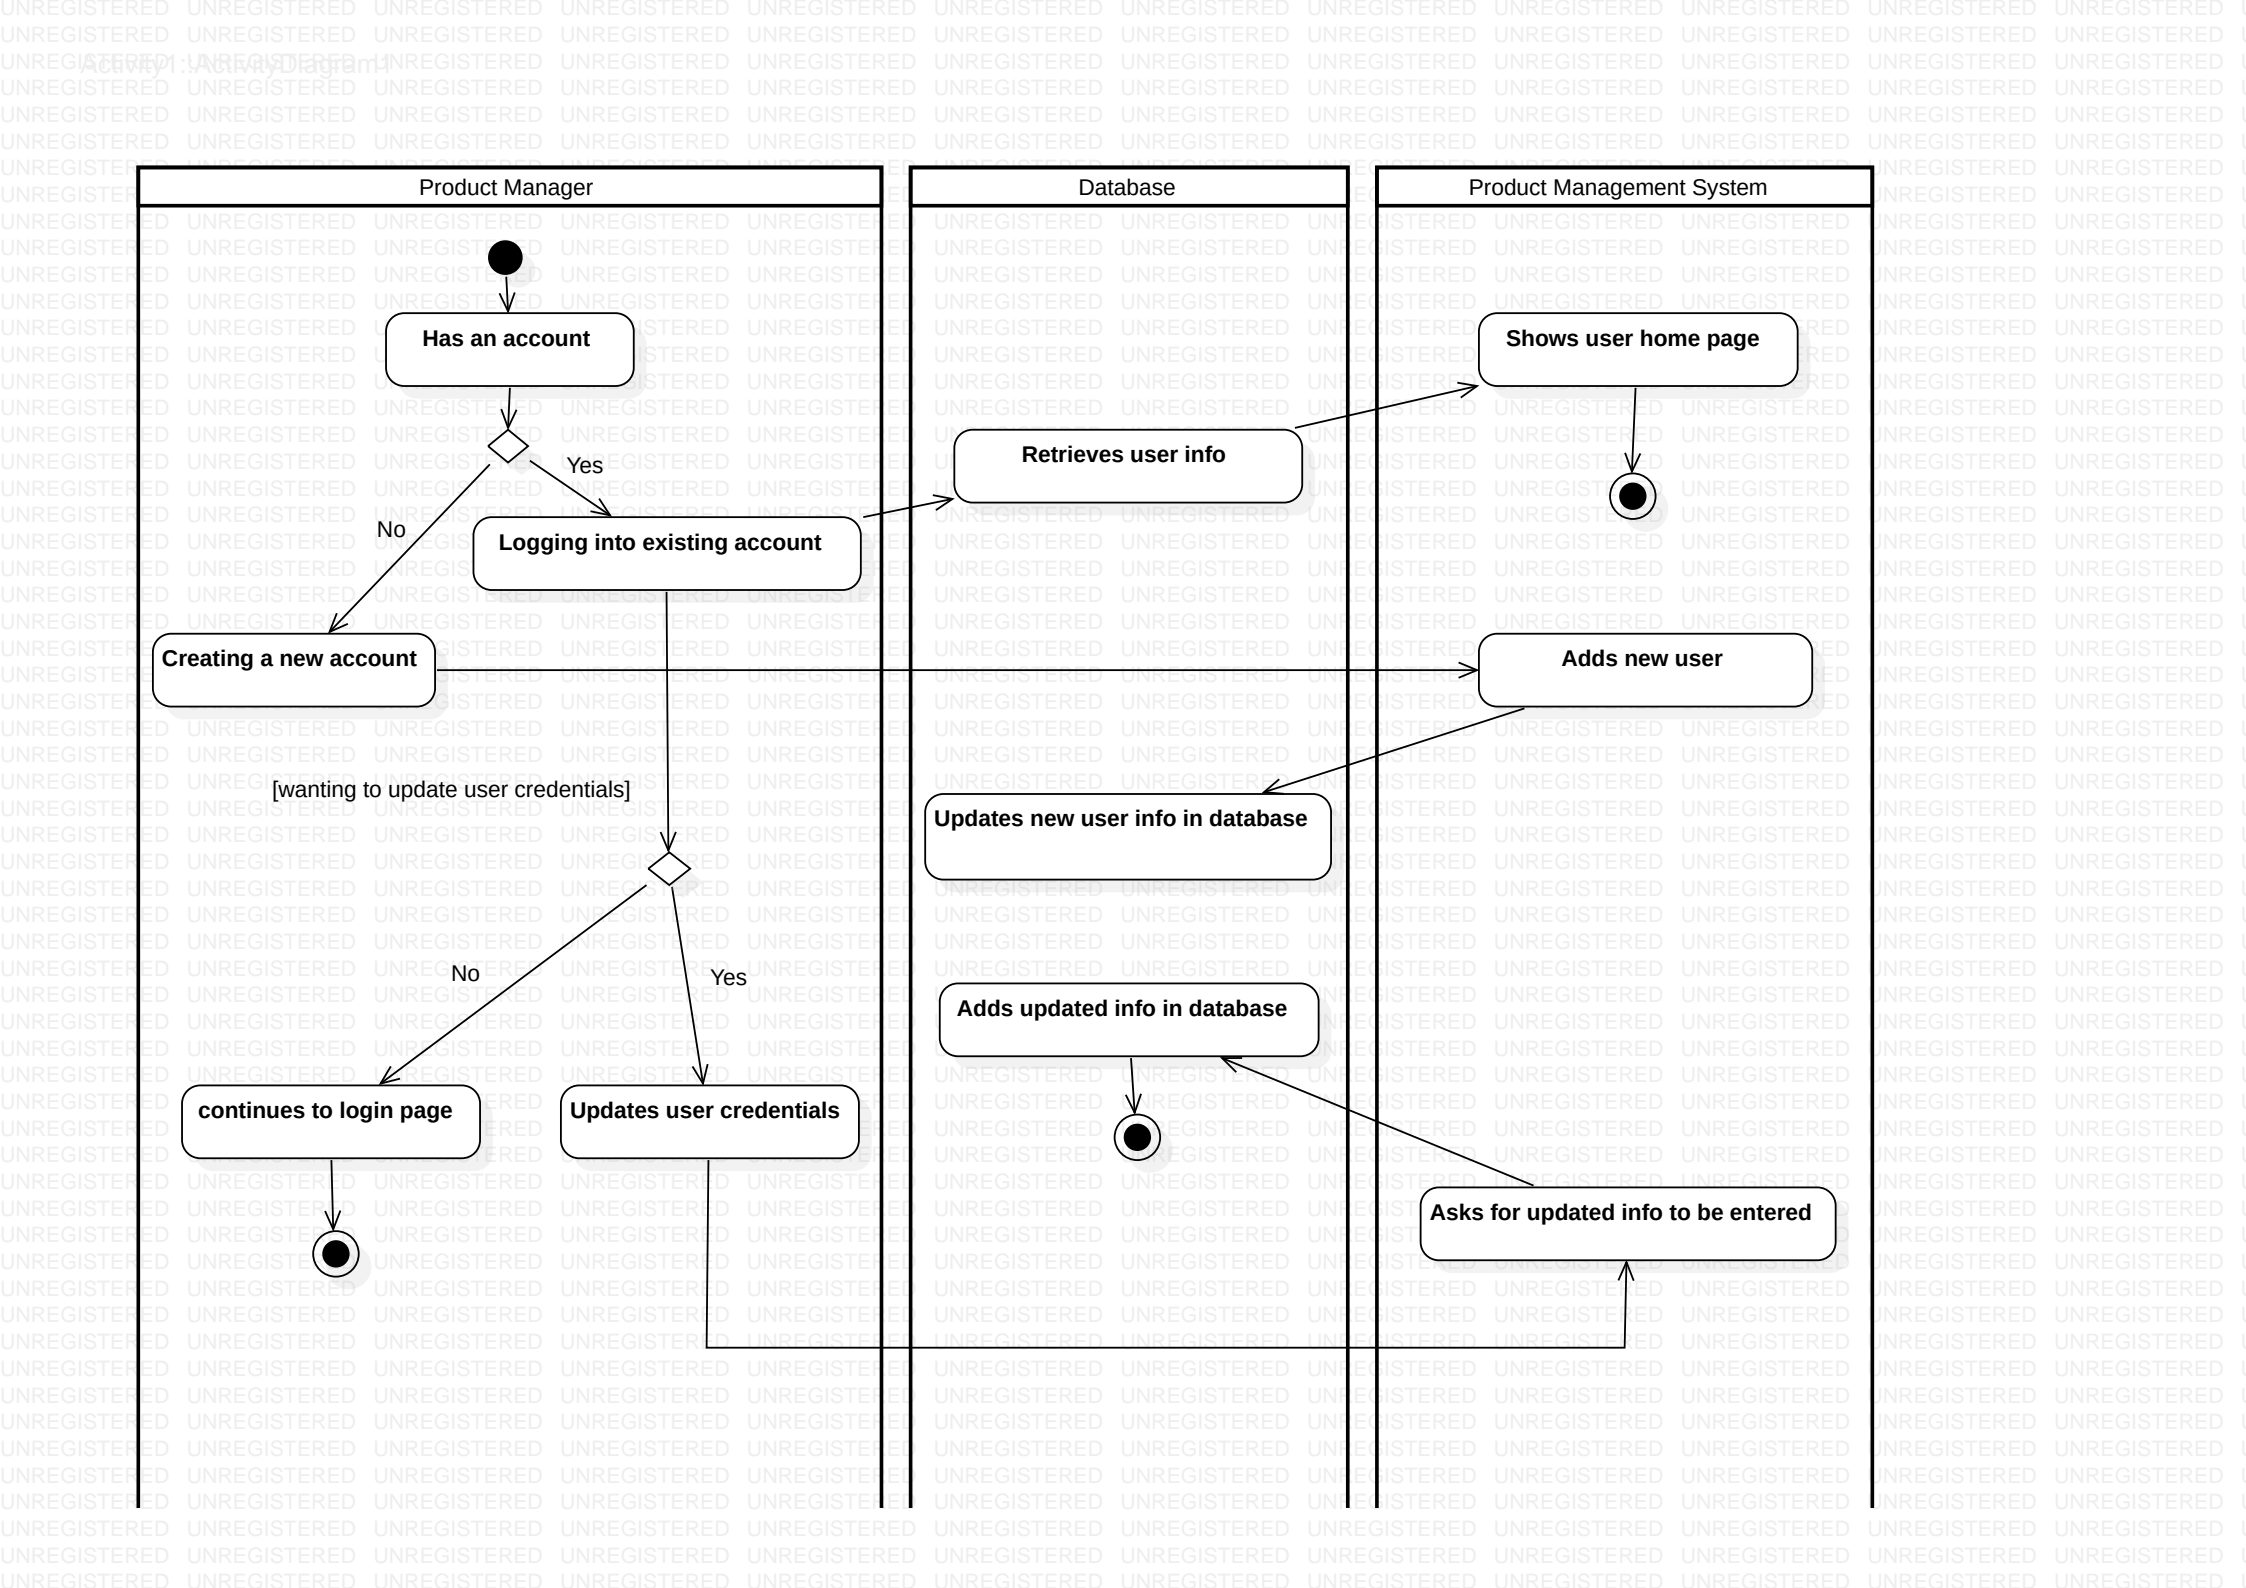 Activity1::ActivityDiagram1
Product Manager
Database
Product Management System
Has an account
Shows user home page
Retrieves user info
Yes
No
Logging into existing account
Creating a new account
Adds new user
[wanting to update user credentials]
Updates new user info in database
No
Yes
Adds updated info in database
continues to login page
Updates user credentials
Asks for updated info to be entered
UNREGISTERED